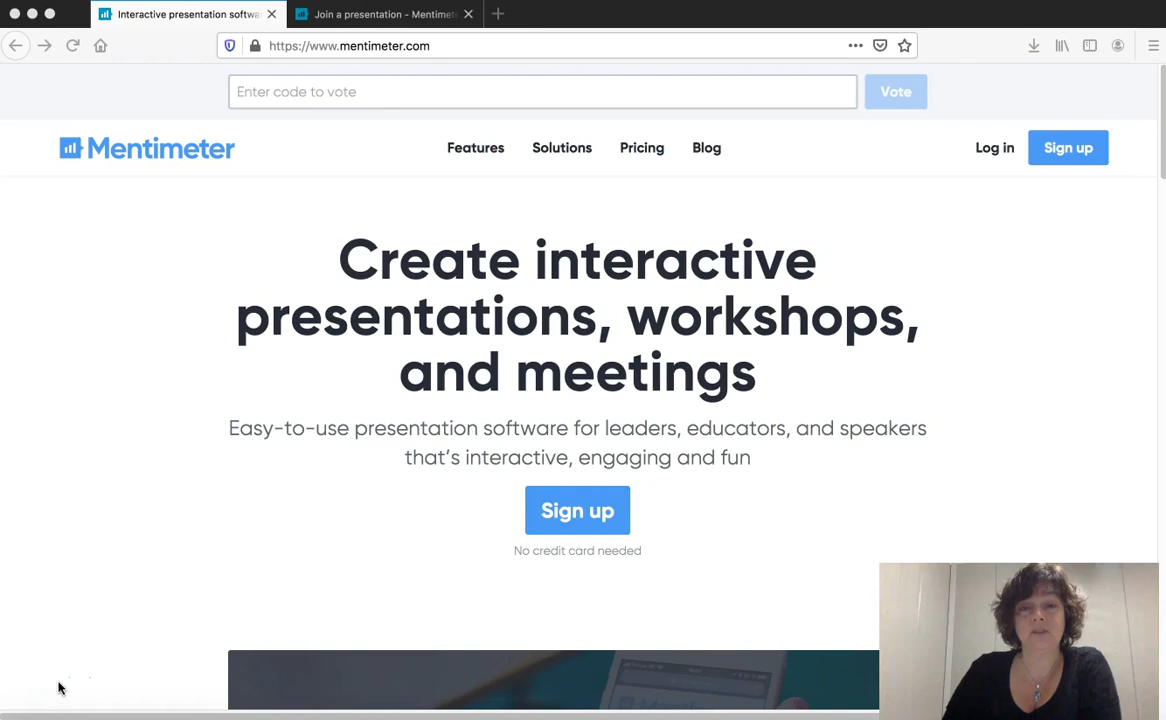 Interactive presentation softwa
Join a presentation - Mentimete
https://www.mentimeter.com
Enter code to vote
Vote
Mentimeter
Features
Solutions
Pricing
Blog
Log in
Sign up
Create interactive
presentations, workshops,
and meetings
Easy-to-use presentation software for leaders, educators, and speakers
that's interactive, engaging and fun
Sign up
No credit card needed